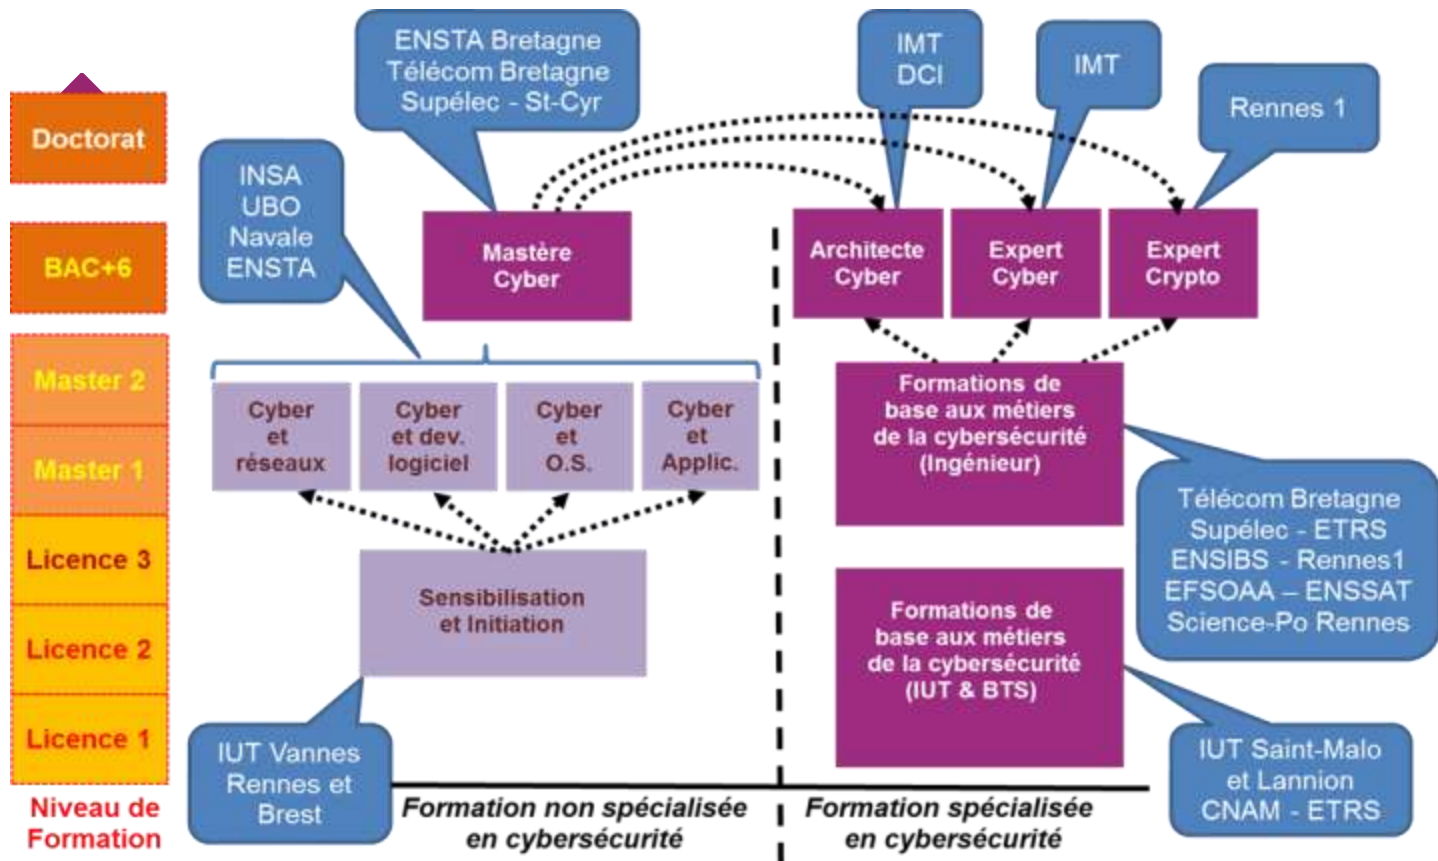 ENSTA Bretagne
Télécom Bretagne
Supélec - St-Cyr
IMT
DCI
IMT
Rennes 1
Doctorat
INSA
UBO
Navale
ENSTA
BAC+6
Mastère
Cyber
Architecte
Cyber
Expert
Cyber
Expert
Crypto
Master 2
Master 1
Cyber
et
réseaux
Cyber
et dev.
logiciel
Cyber
et
O.S.
Cyber
et
Applic.
Formations de
base aux métiers
de la cybersécurité
(Ingénieur)
Télécom Bretagne
Supélec - ETRS
ENSIBS - Rennes1
EFSOAA – ENSSAT
Science-Po Rennes
Licence 3
Licence 2
Licence 1
Sensibilisation
et Initiation
Formations de
base aux métiers
de la cybersécurité
(IUT & BTS)
IUT Vannes
Rennes et
Brest
IUT Saint-Malo
et Lannion
CNAM - ETRS
Niveau de
Formation
Formation non spécialisée
en cybersécurité
Formation spécialisée
en cybersécurité